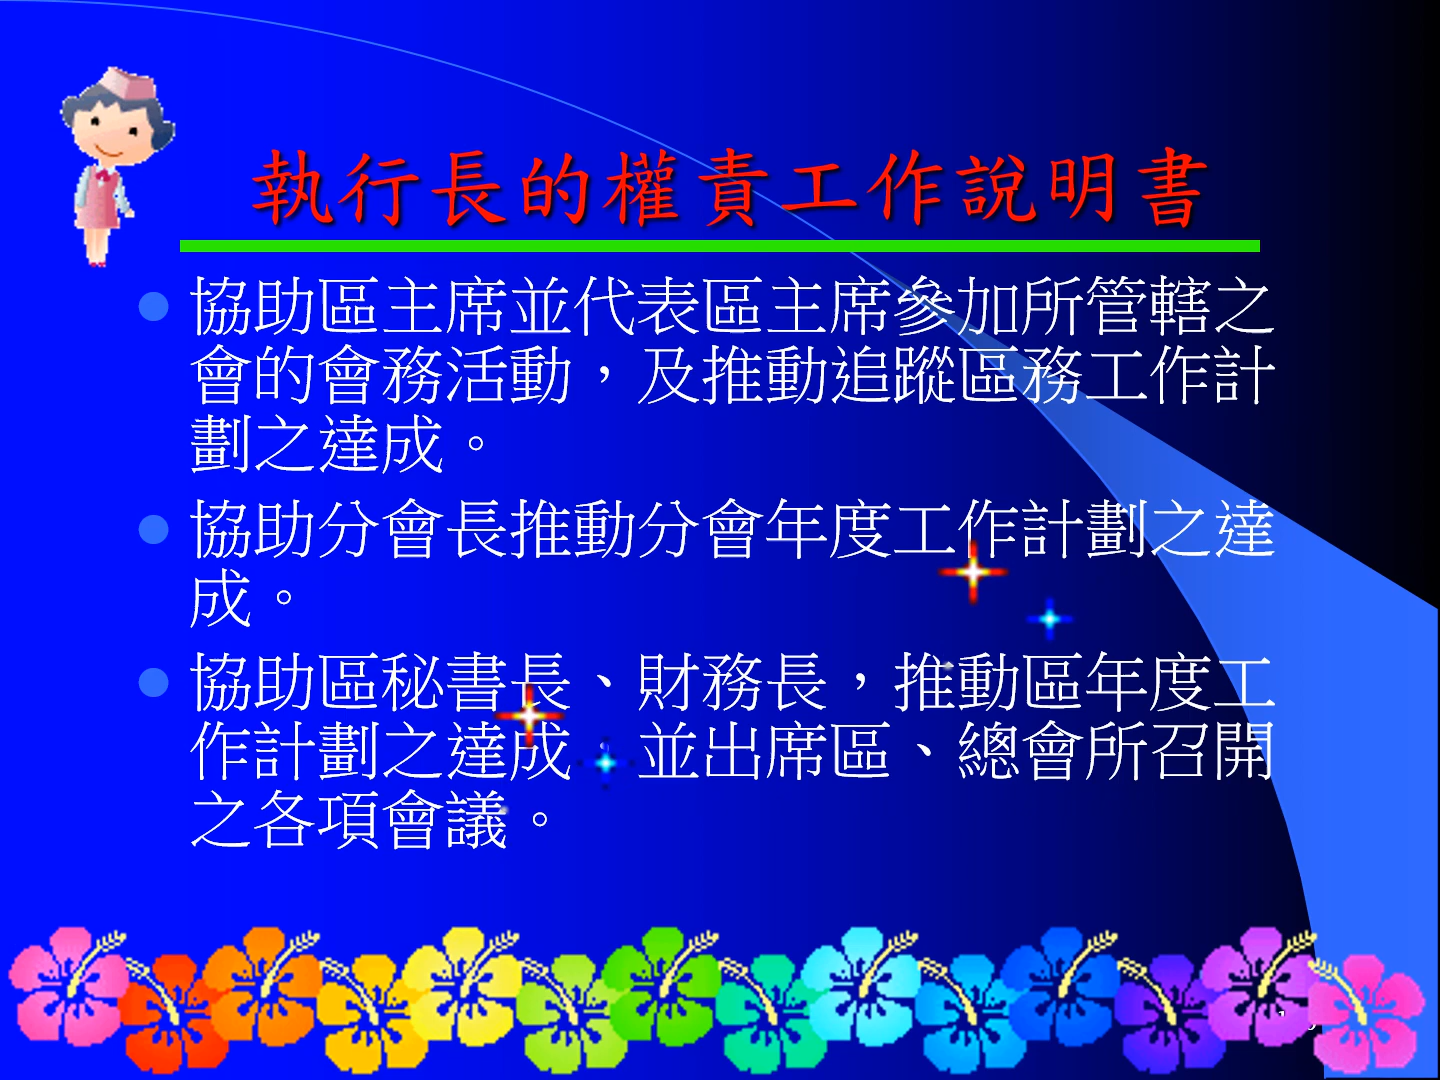 執行長的權責工作說明書
協助區主席並代表區主席參加所管轄之
會的會務活動，及推動追蹤區務工作計
劃之達成。
協助分會長推動分會年度工作計劃之達
成。
協助區秘書長、財務長，推動區年度工
作計劃之達成，並出席區、總會所召開
之各項會議。